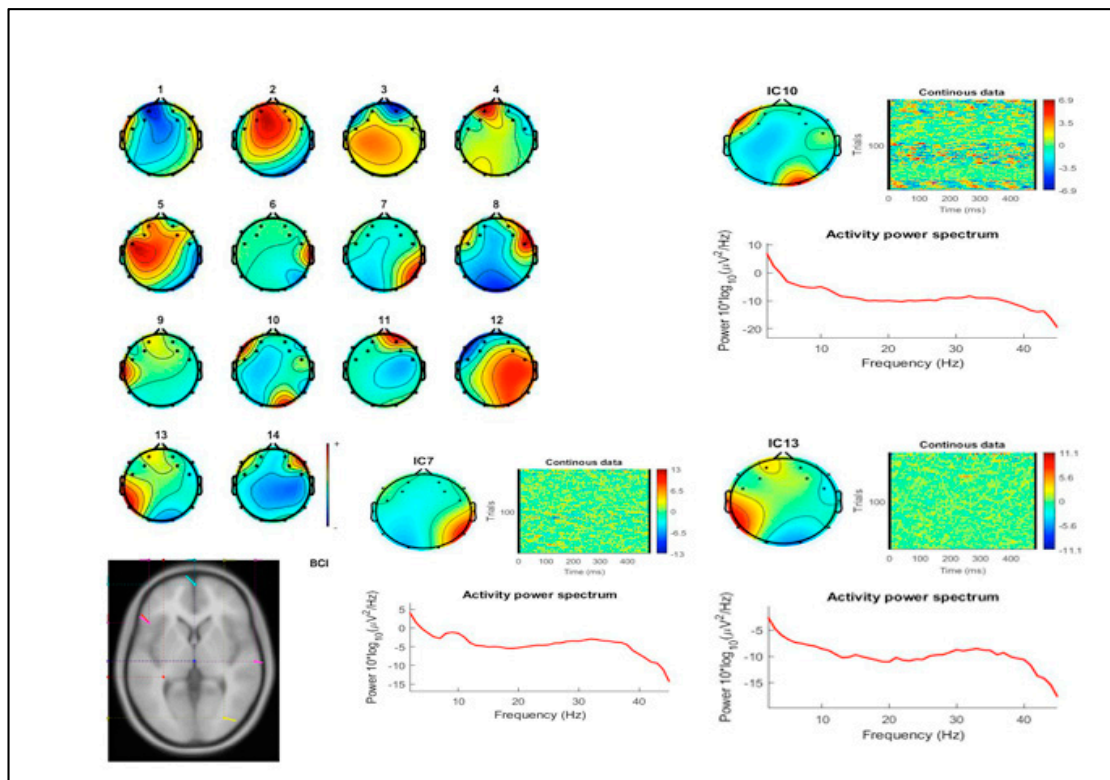 1 2 3 4
5 6 7 8
9 10 11 12
13 14
+
-
BCI
IC10
Continous data
Trials
100
0 100 200 300 400
Time (ms)
6.9
3.5
0
-3.5
-6.9
Activity power spectrum
Power 10*log10(μV2/Hz)
10
0
-10
-20
10 20 30 40
Frequency (Hz)
IC7
Continous data
Trials
100
0 100 200 300 400
Time (ms)
13
6.5
0
-6.5
-13
Activity power spectrum
Power 10*log10(μV2/Hz)
5
0
-5
-10
-15
10 20 30 40
Frequency (Hz)
IC13
Continous data
Trials
100
0 100 200 300 400
Time (ms)
11.1
5.6
0
-5.6
-11.1
Activity power spectrum
Power 10*log10(μV2/Hz)
-5
-10
-15
10 20 30 40
Frequency (Hz)